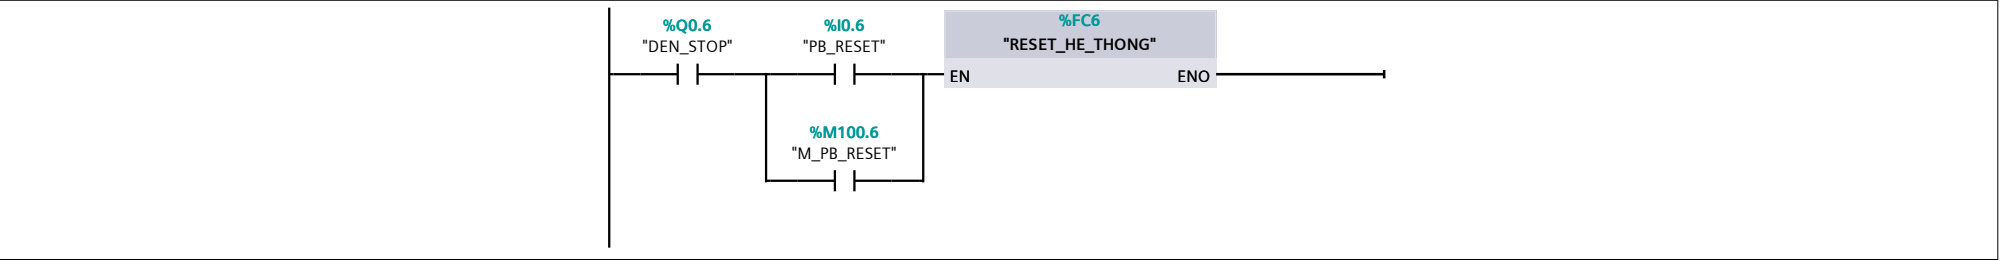 %Q0.6
"DEN_STOP"
%I0.6
"PB_RESET"
%FC6
"RESET_HE_THONG"
EN
ENO
%M100.6
"M_PB_RESET"